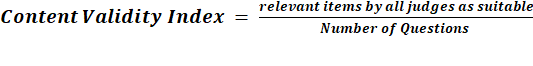 Content Validity Index = relevant items by all judges as suitable / Number of Questions